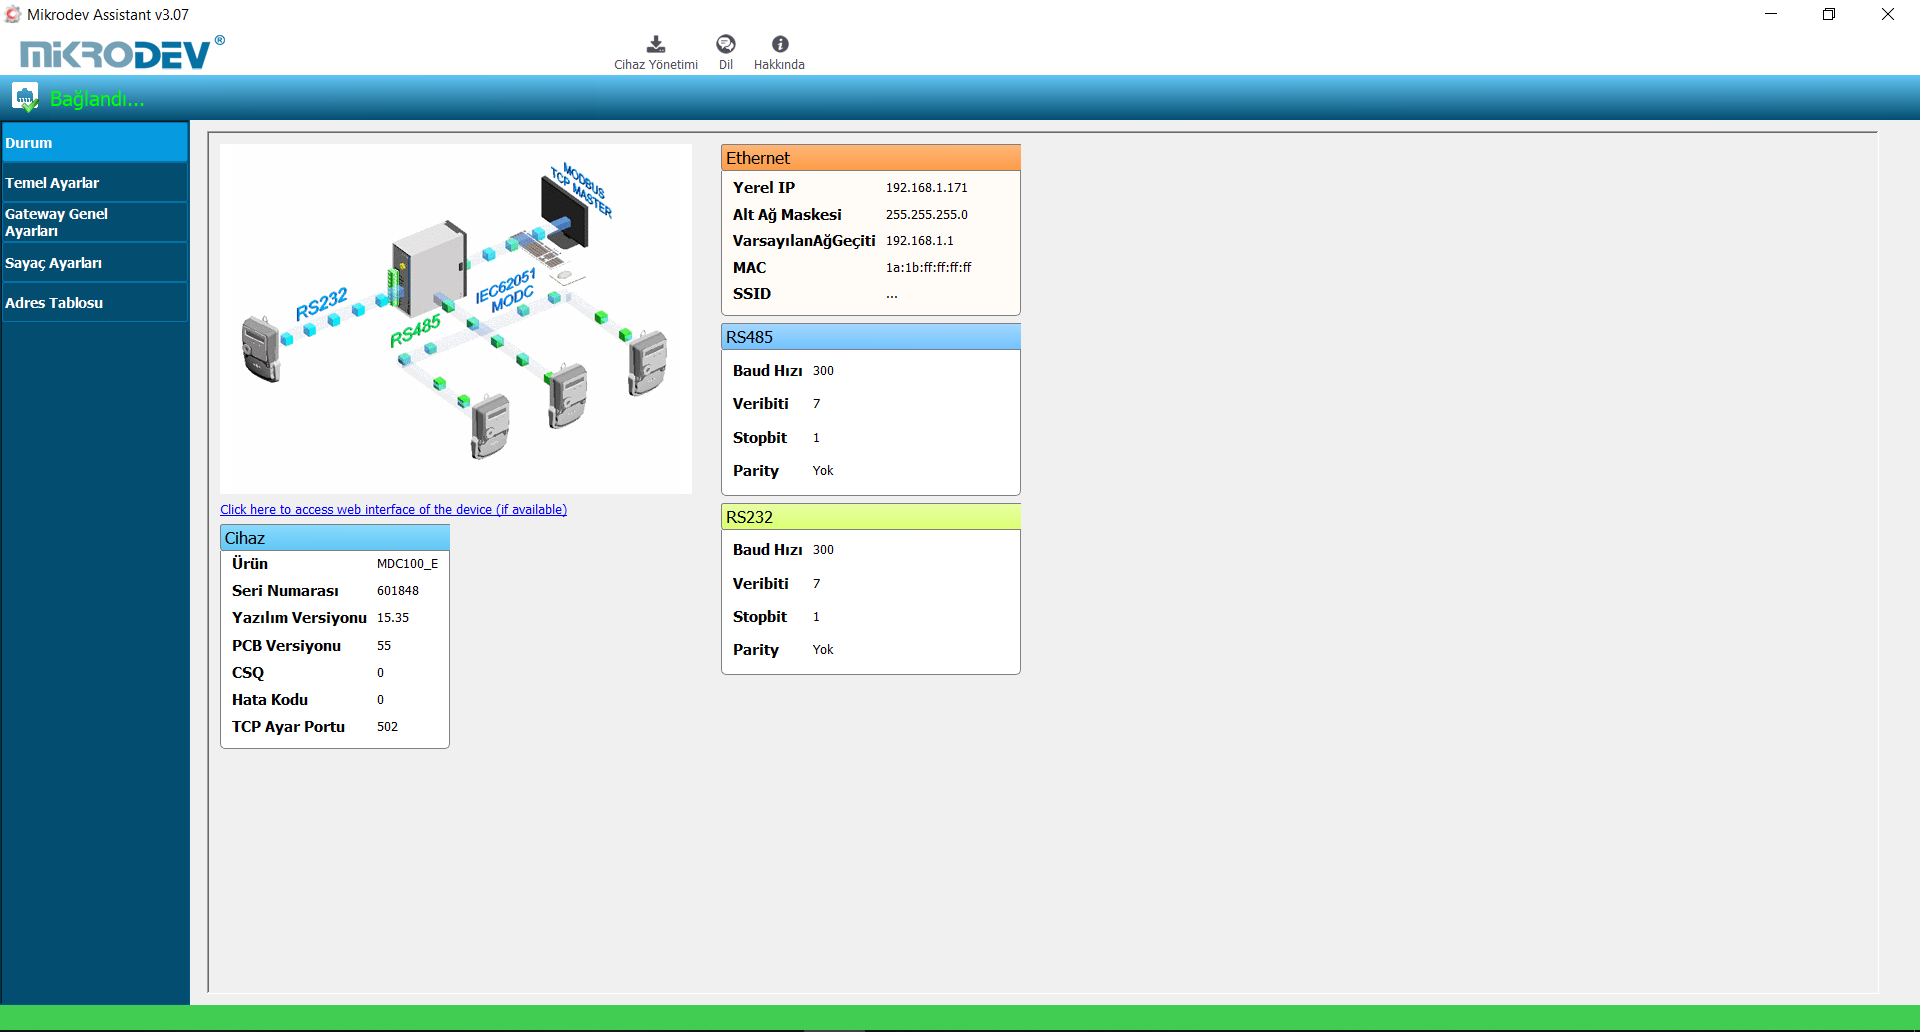 Mikrodev Assistant v3.07
MiKRODEV®
Cihaz Yönetimi
Dil
Hakkında
Bağlandı...
Durum
Temel Ayarlar
Gateway Genel
Ayarları
Sayaç Ayarları
Adres Tablosu
MODBUS
TCP MASTER
RS232
IEC62051
MODC
RS485
Click here to access web interface of the device (if available)
Cihaz
Ürün MDC100_E
Seri Numarası 601848
Yazılım Versiyonu 15.35
PCB Versiyonu 55
CSQ 0
Hata Kodu 0
TCP Ayar Portu 502
Ethernet
Yerel IP 192.168.1.171
Alt Ağ Maskesi 255.255.255.0
VarsayılanAğGeçiti 192.168.1.1
MAC 1a:1b:ff:ff:ff:ff
SSID ...
RS485
Baud Hızı 300
Veribiti 7
Stopbit 1
Parity Yok
RS232
Baud Hızı 300
Veribiti 7
Stopbit 1
Parity Yok